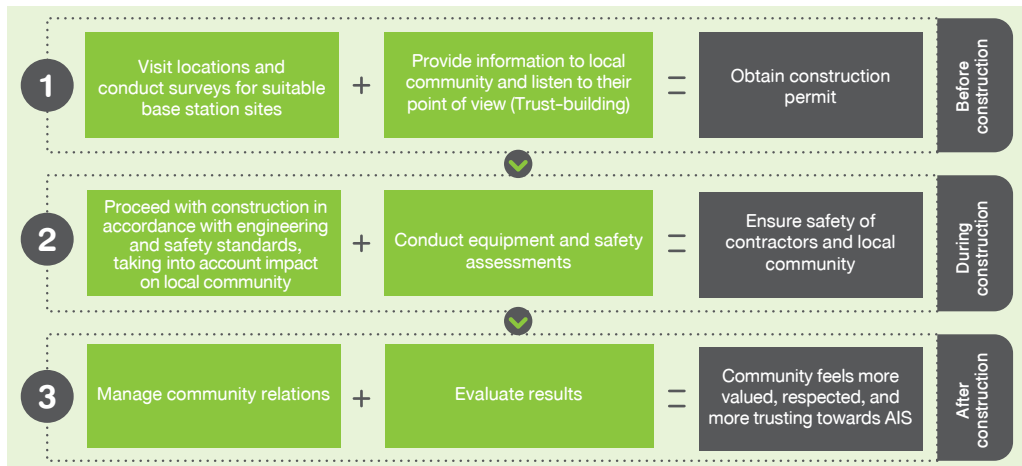 1
Visit locations and
conduct surveys for suitable
base station sites
+
Provide information to local
community and listen to their
point of view (Trust-building)
=
Obtain construction
permit
Before
construction
2
Proceed with construction in
accordance with engineering
and safety standards,
taking into account impact
on local community
+
Conduct equipment and safety
assessments
=
Ensure safety of
contractors and local
community
During
construction
3
Manage community relations
+
Evaluate results
=
Community feels more
valued, respected, and
more trusting towards AIS
After
construction